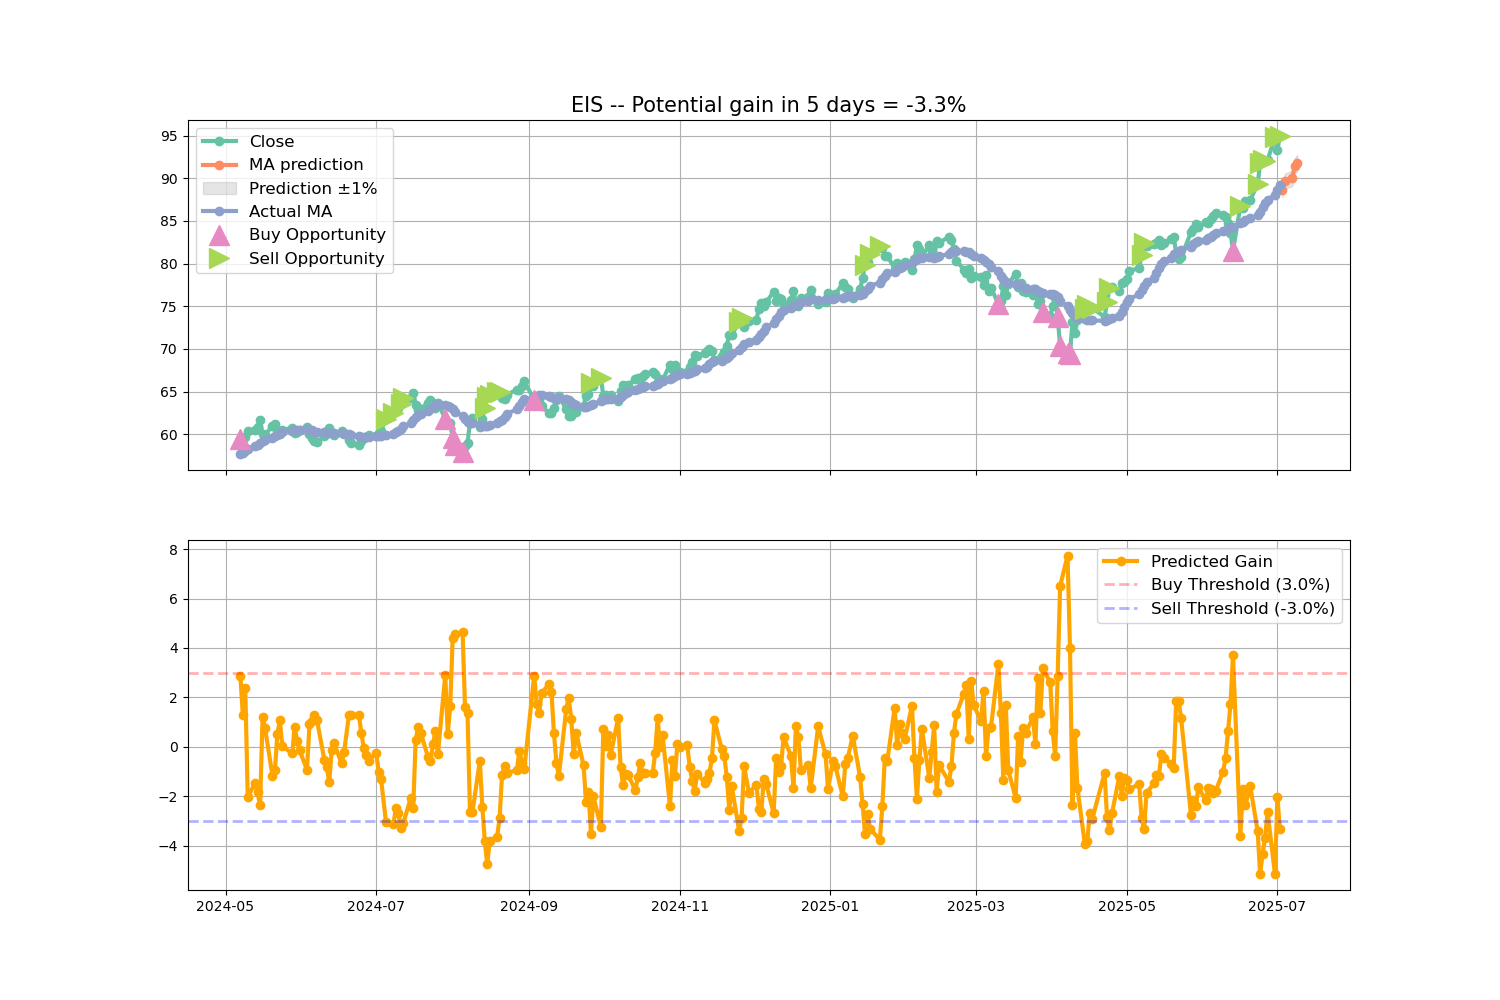 EIS -- Potential gain in 5 days = -3.3%
95
90
85
80
75
70
65
60
Close
MA prediction
Prediction ±1%
Actual MA
Buy Opportunity
Sell Opportunity
8
6
4
2
0
−2
−4
Predicted Gain
Buy Threshold (3.0%)
Sell Threshold (-3.0%)
2024-05
2024-07
2024-09
2024-11
2025-01
2025-03
2025-05
2025-07